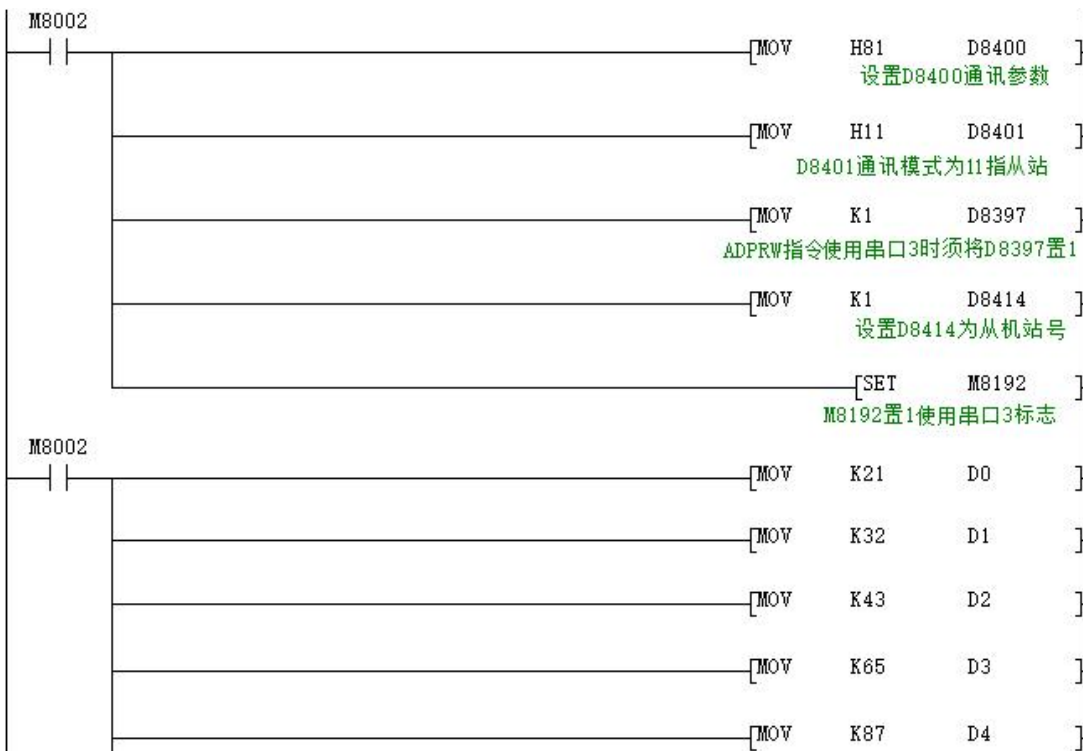 M8002
[MOV H81 D8400 ]
设置D8400通讯参数
[MOV H11 D8401 ]
D8401通讯模式为11指从站
[MOV K1 D8397 ]
ADPRW指令使用串口3时须将D8397置1
[MOV K1 D8414 ]
设置D8414为从机站号
[SET M8192 ]
M8192置1使用串口3标志
M8002
[MOV K21 D0 ]
[MOV K32 D1 ]
[MOV K43 D2 ]
[MOV K65 D3 ]
[MOV K87 D4 ]